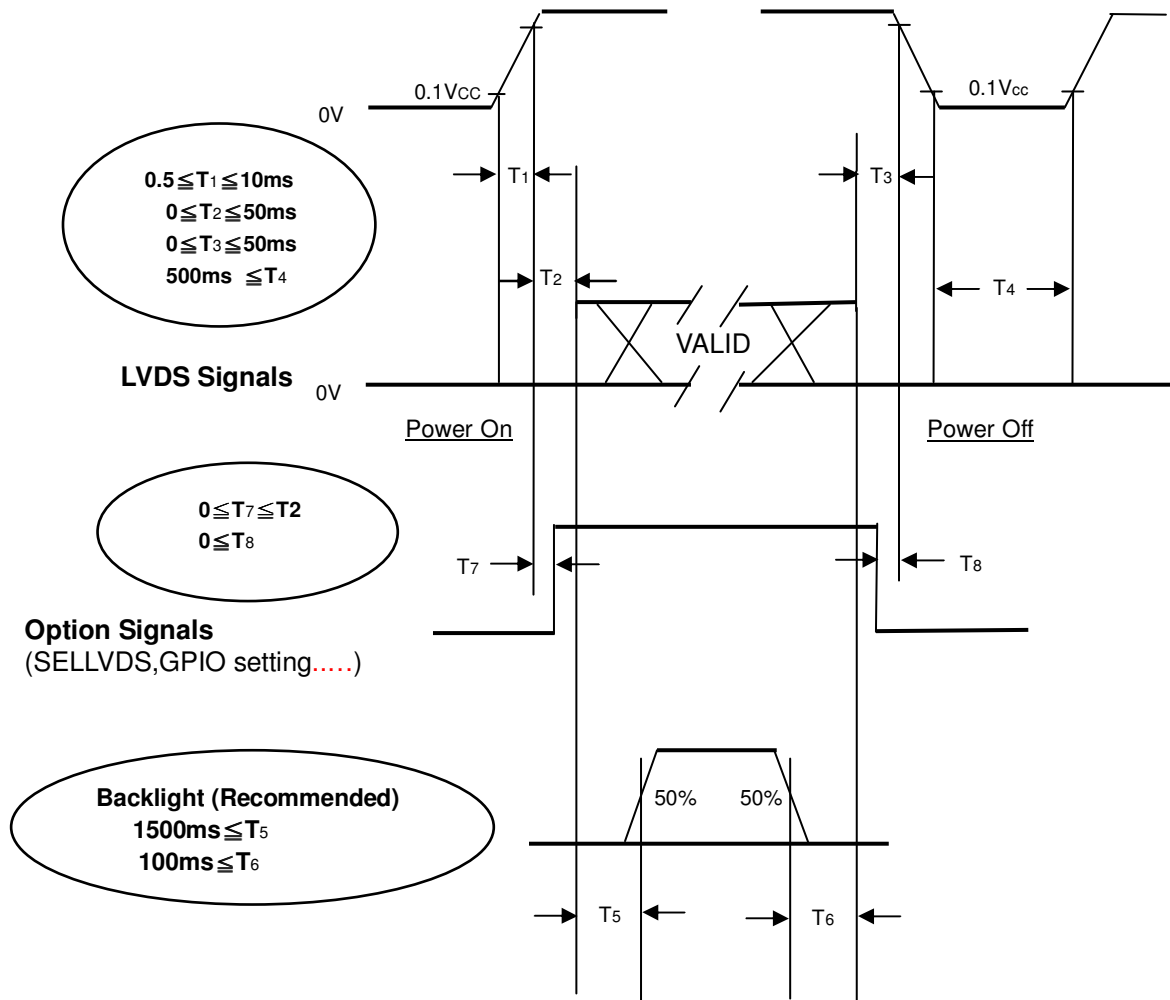 0.1VCC
0.1Vcc
0V
0.5≦T1≦10ms
0≦T2≦50ms
0≦T3≦50ms
500ms ≦T4
T1
T3
T2
T4
VALID
LVDS Signals
0V
Power On
Power Off
0≦T7≦T2
0≦T8
T7
T8
Option Signals
(SELLVDS,GPIO setting.....)
Backlight (Recommended)
1500ms≦T5
100ms≦T6
50%
50%
T5
T6